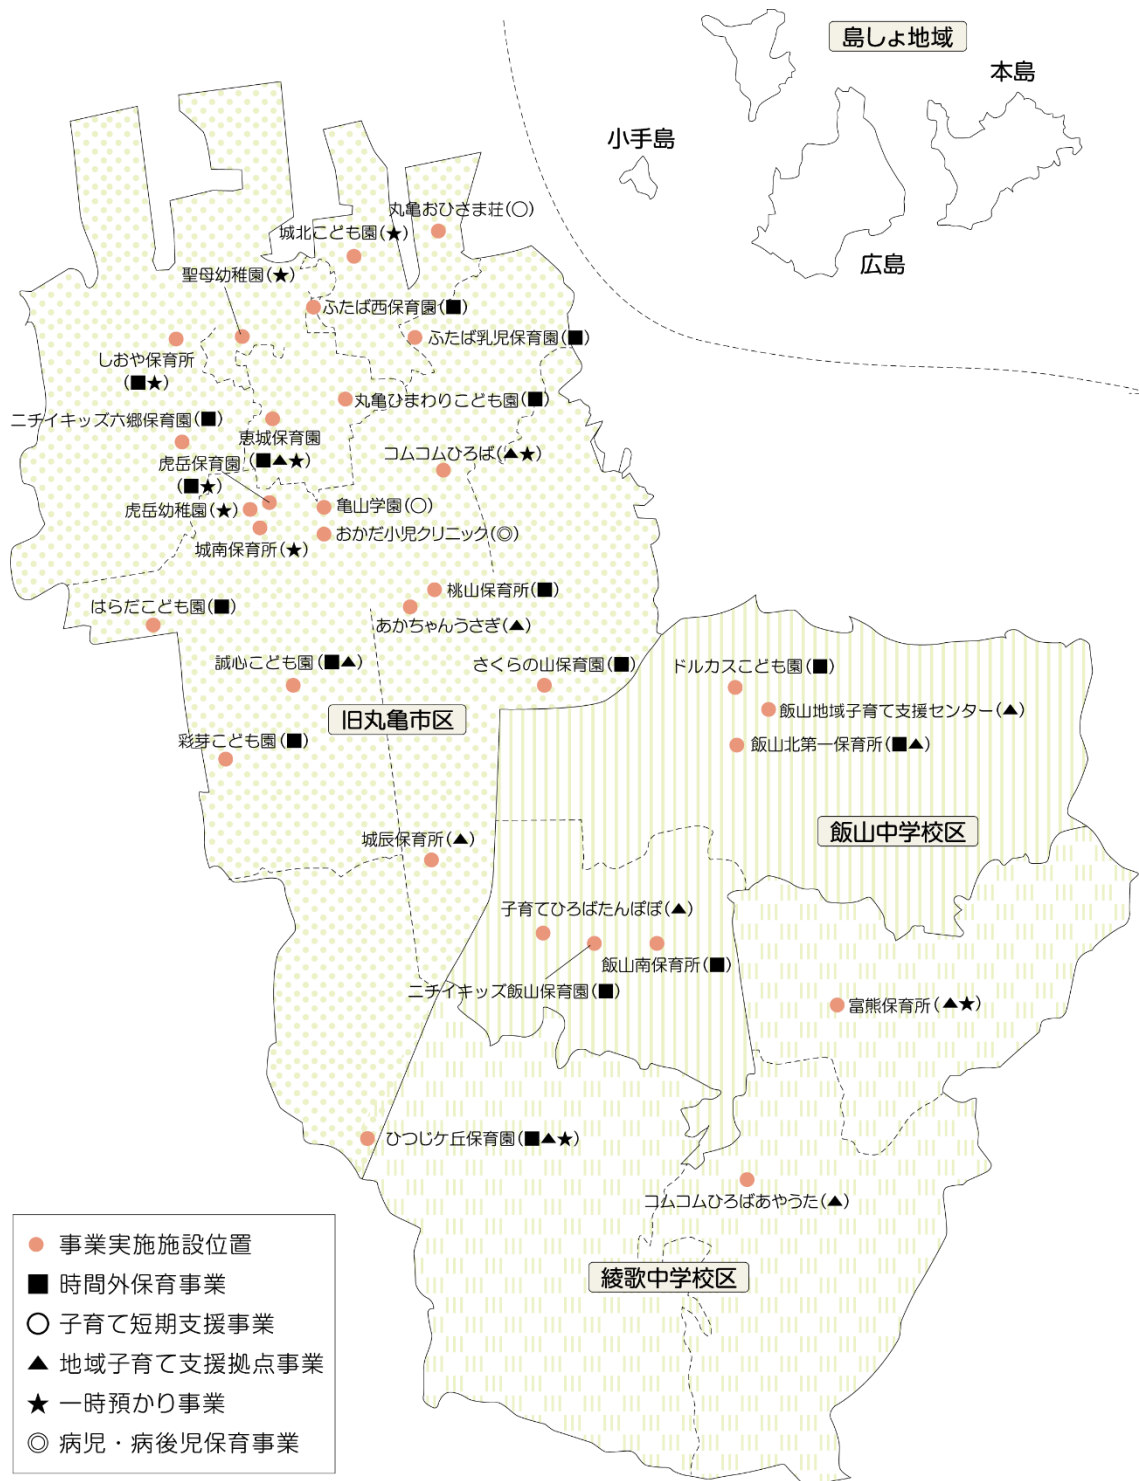 島しょ地域
本島
小手島
広島
丸亀おひさま荘(○)
城北こども園(★)
聖母幼稚園(★)
ふたば西保育園(■)
ふたば乳児保育園(■)
しおや保育所
(■★)
丸亀ひまわりこども園(■)
ニチイキッズ六郷保育園(■)
恵城保育園
(■▲★)
コムコムひろば(▲★)
虎岳保育園
(■★)
虎岳幼稚園(★)
亀山学園(○)
城南保育所(★)
おかだ小児クリニック(◎)
桃山保育所(■)
はらだこども園(■)
あかちゃんうさぎ(▲)
誠心こども園(■▲)
さくらの山保育園(■)
ドルカスこども園(■)
旧丸亀市区
飯山地域子育て支援センター(▲)
彩芽こども園(■)
飯山北第一保育所(■▲)
飯山中学校区
城辰保育所(▲)
子育てひろばたんぽぽ(▲)
飯山南保育所(■)
ニチイキッズ飯山保育園(■)
富熊保育所(▲★)
ひつじケ丘保育園(■▲★)
コムコムひろばあやうた(▲)
綾歌中学校区
● 事業実施施設位置
■ 時間外保育事業
○ 子育て短期支援事業
▲ 地域子育て支援拠点事業
★ 一時預かり事業
◎ 病児・病後児保育事業